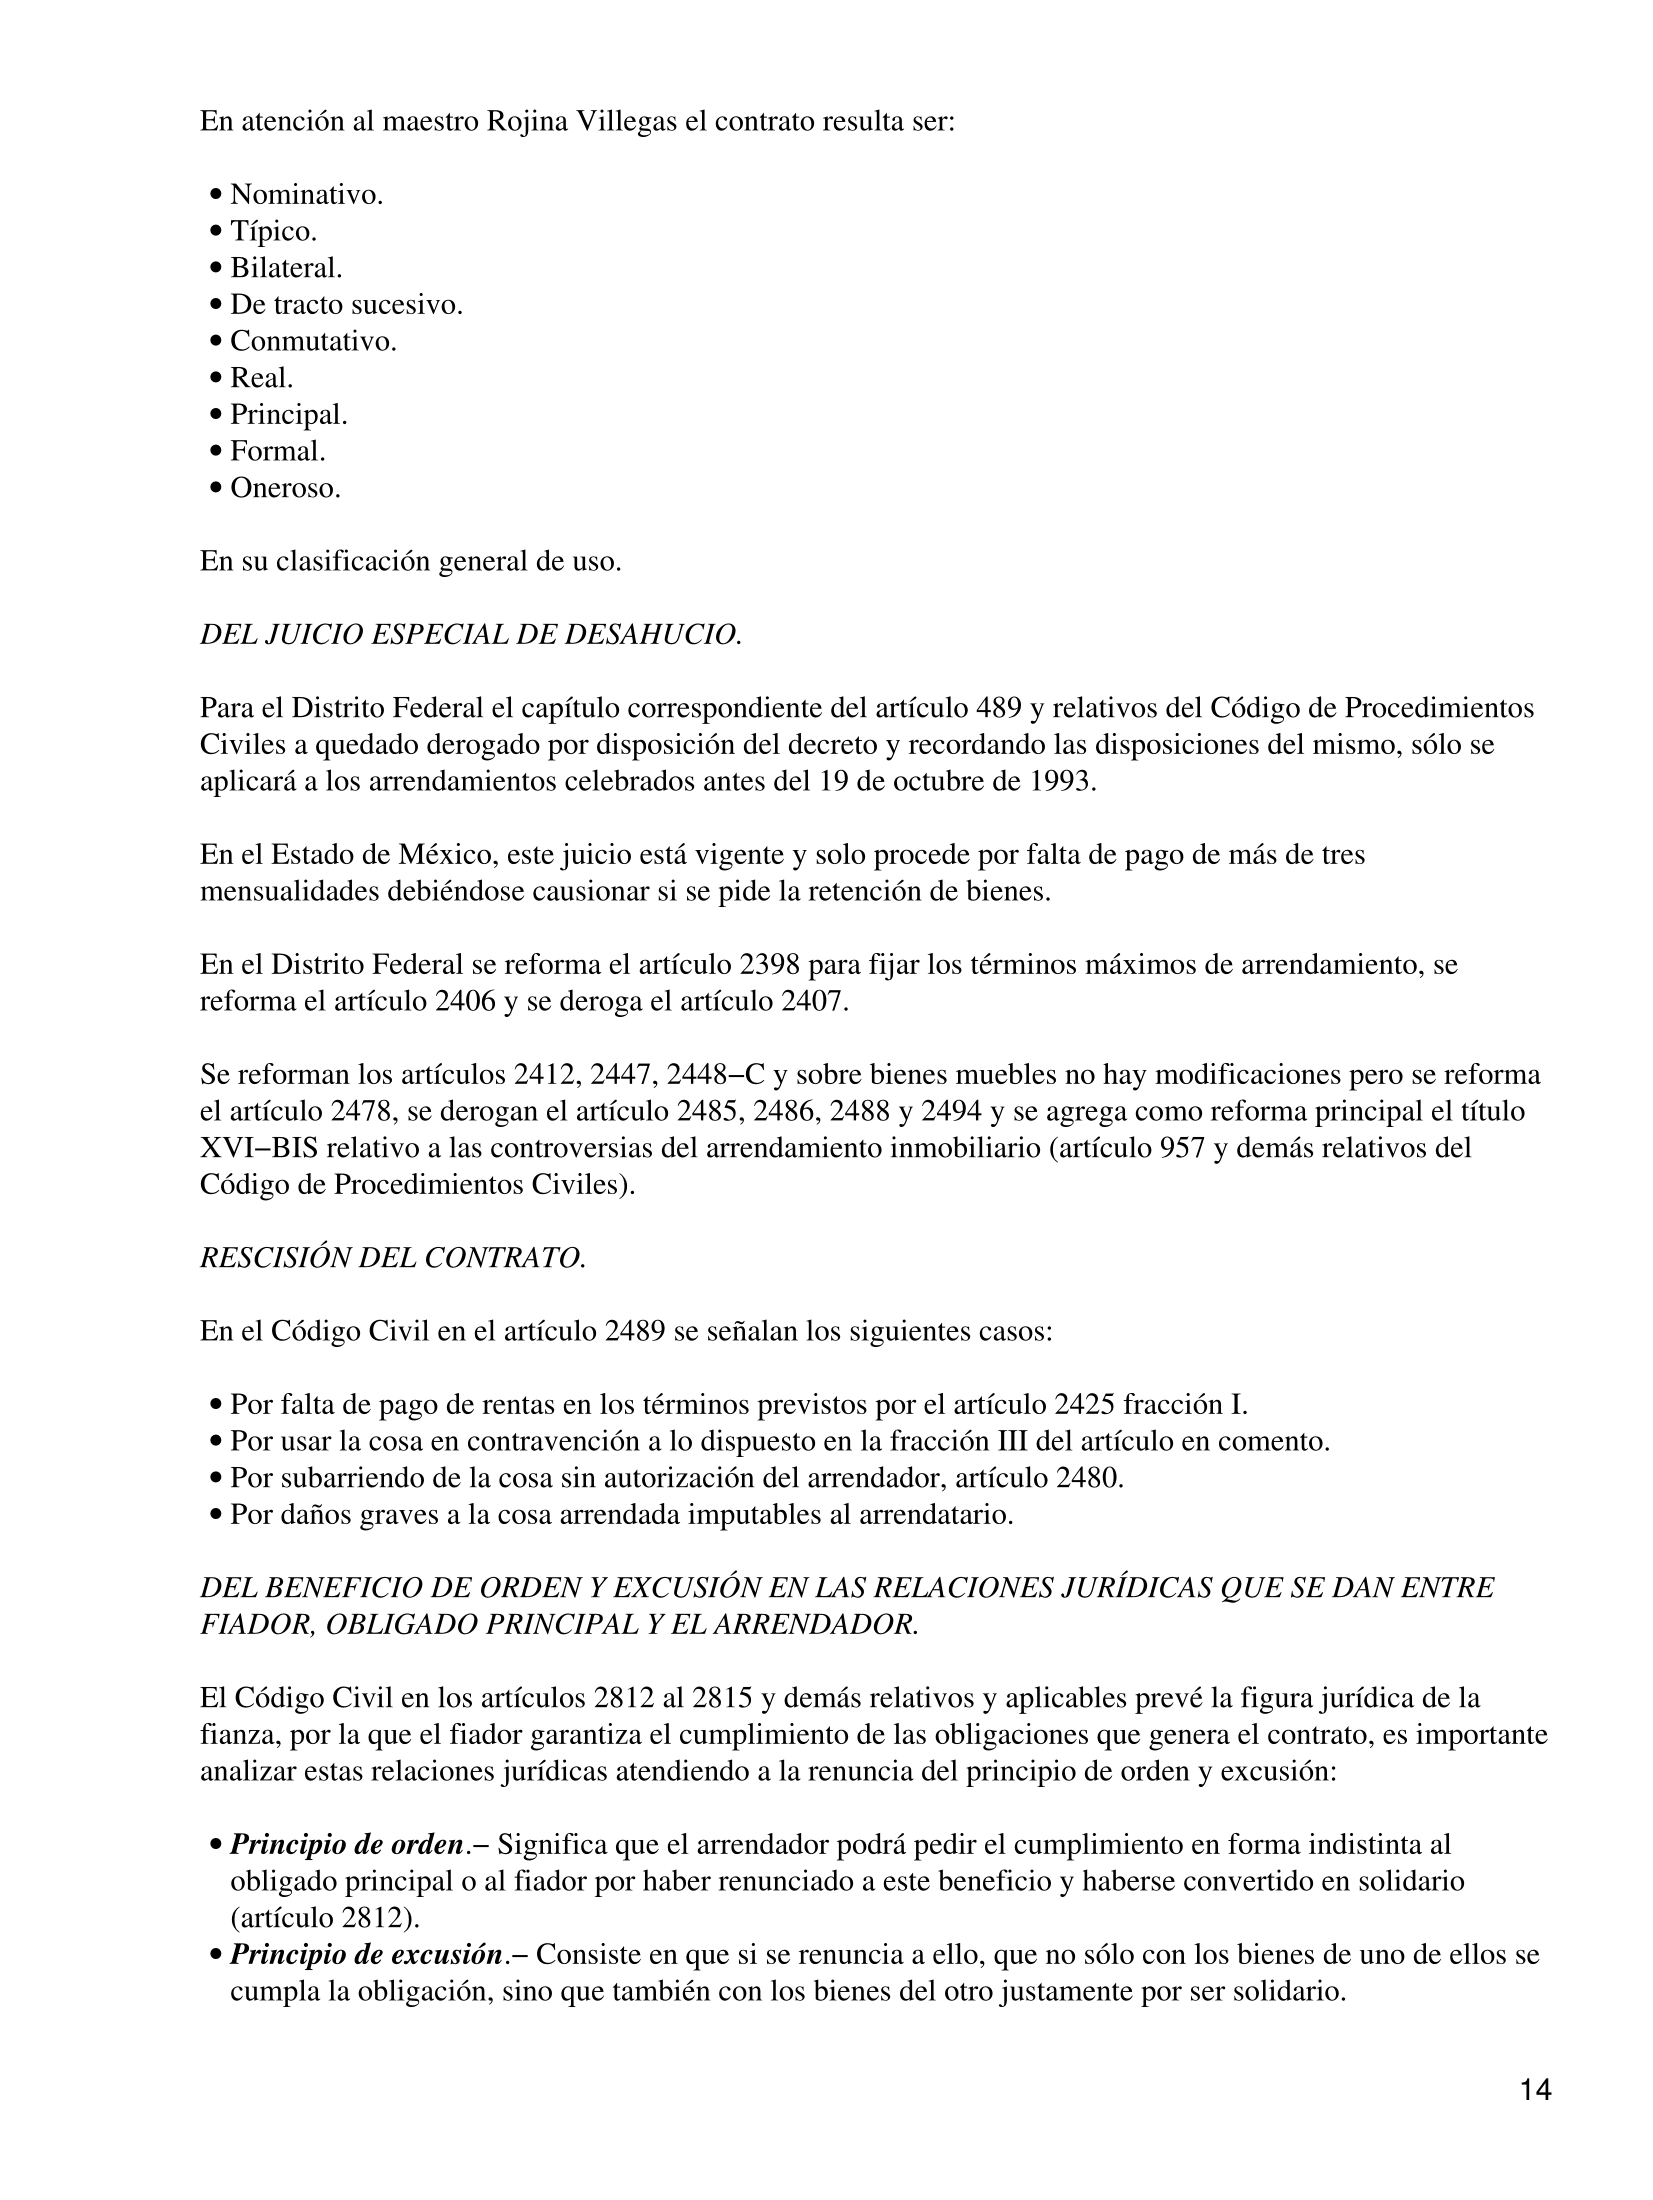 En atención al maestro Rojina Villegas el contrato resulta ser:
• Nominativo.
• Típico.
• Bilateral.
• De tracto sucesivo.
• Conmutativo.
• Real.
• Principal.
• Formal.
• Oneroso.
En su clasificación general de uso.
DEL JUICIO ESPECIAL DE DESAHUCIO.
Para el Distrito Federal el capítulo correspondiente del artículo 489 y relativos del Código de Procedimientos
Civiles a quedado derogado por disposición del decreto y recordando las disposiciones del mismo, sólo se
aplicará a los arrendamientos celebrados antes del 19 de octubre de 1993.
En el Estado de México, este juicio está vigente y solo procede por falta de pago de más de tres
mensualidades debiéndose causionar si se pide la retención de bienes.
En el Distrito Federal se reforma el artículo 2398 para fijar los términos máximos de arrendamiento, se
reforma el artículo 2406 y se deroga el artículo 2407.
Se reforman los artículos 2412, 2447, 2448−C y sobre bienes muebles no hay modificaciones pero se reforma
el artículo 2478, se derogan el artículo 2485, 2486, 2488 y 2494 y se agrega como reforma principal el título
XVI−BIS relativo a las controversias del arrendamiento inmobiliario (artículo 957 y demás relativos del
Código de Procedimientos Civiles).
RESCISIÓN DEL CONTRATO.
En el Código Civil en el artículo 2489 se señalan los siguientes casos:
• Por falta de pago de rentas en los términos previstos por el artículo 2425 fracción I.
• Por usar la cosa en contravención a lo dispuesto en la fracción III del artículo en comento.
• Por subarriendo de la cosa sin autorización del arrendador, artículo 2480.
• Por daños graves a la cosa arrendada imputables al arrendatario.
DEL BENEFICIO DE ORDEN Y EXCUSIÓN EN LAS RELACIONES JURÍDICAS QUE SE DAN ENTRE
FIADOR, OBLIGADO PRINCIPAL Y EL ARRENDADOR.
El Código Civil en los artículos 2812 al 2815 y demás relativos y aplicables prevé la figura jurídica de la
fianza, por la que el fiador garantiza el cumplimiento de las obligaciones que genera el contrato, es importante
analizar estas relaciones jurídicas atendiendo a la renuncia del principio de orden y excusión:
• Principio de orden.− Significa que el arrendador podrá pedir el cumplimiento en forma indistinta al
obligado principal o al fiador por haber renunciado a este beneficio y haberse convertido en solidario
(artículo 2812).
• Principio de excusión.− Consiste en que si se renuncia a ello, que no sólo con los bienes de uno de ellos se
cumpla la obligación, sino que también con los bienes del otro justamente por ser solidario.
14